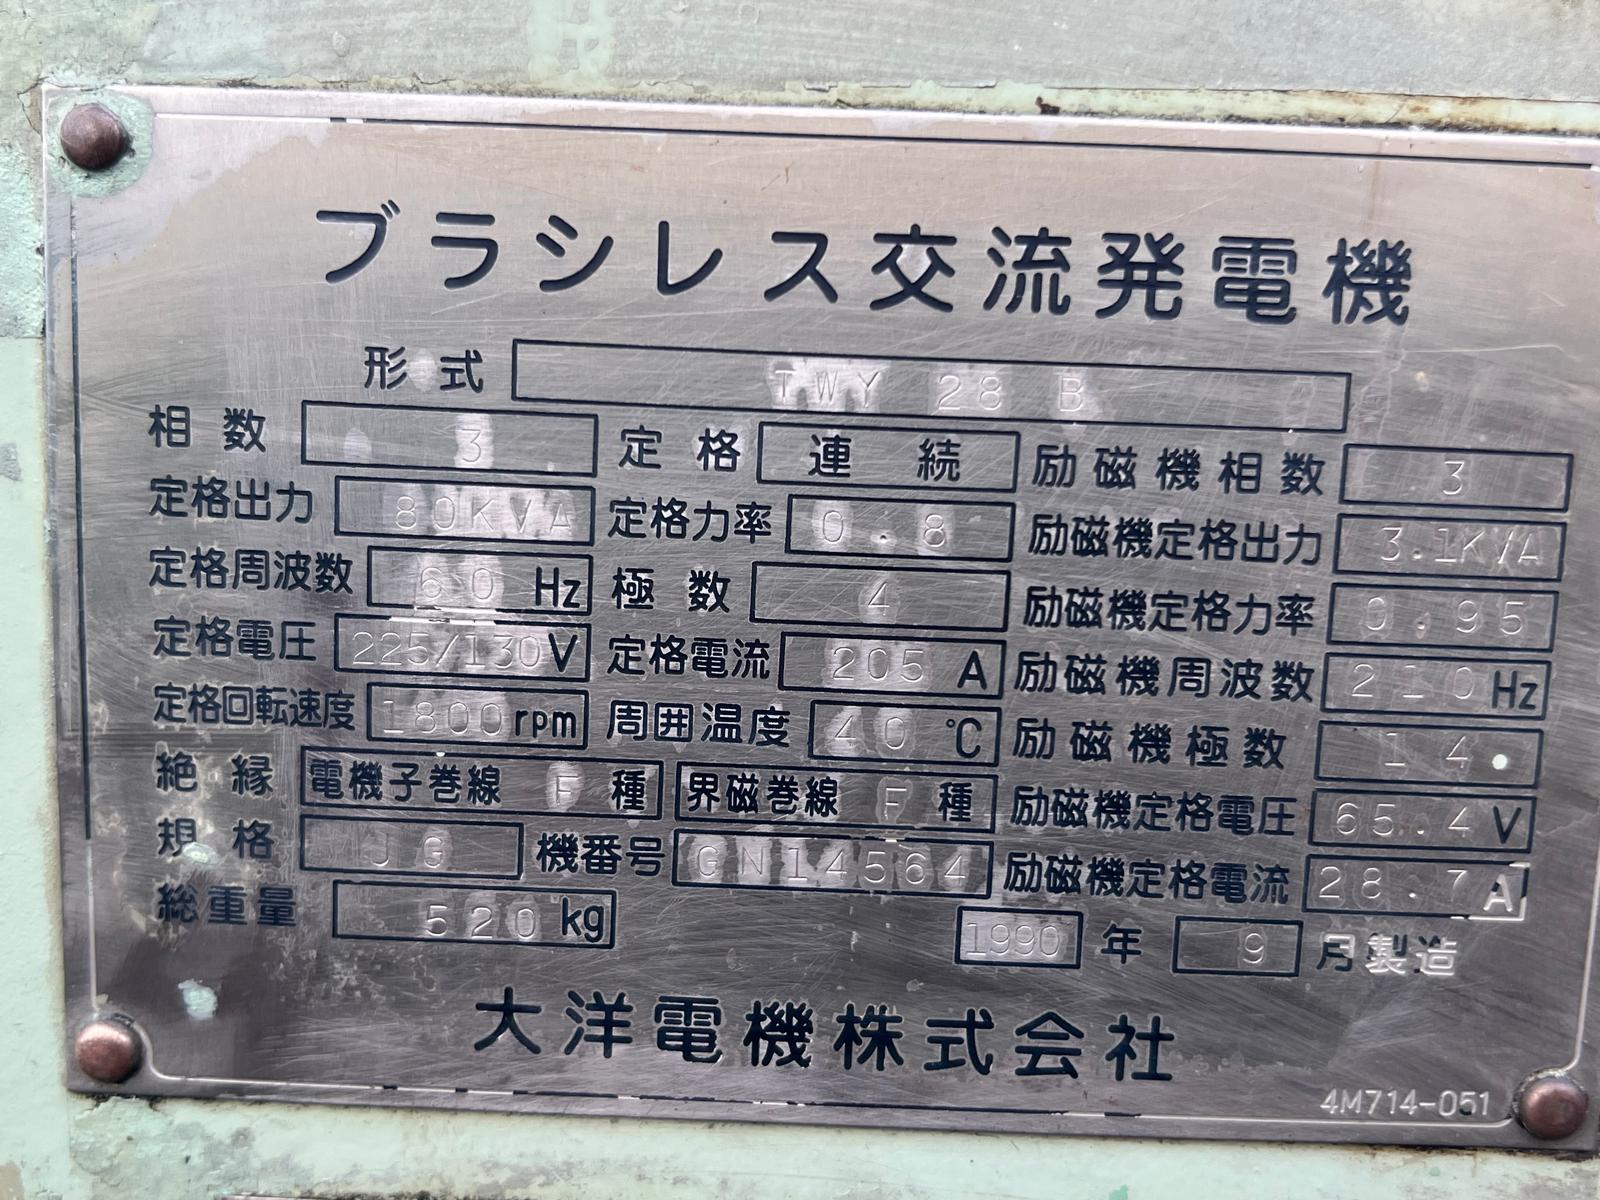 ブラシレス交流発電機
形式 TWY 28 B
相数 3 定格 連続 励磁機相数 3
定格出力 80KVA 定格力率 0.8 励磁機定格出力 3.1KVA
定格周波数 60 Hz 極数 4 励磁機定格力率 0.95
定格電圧 225/130V 定格電流 205 A 励磁機周波数 210Hz
定格回転速度 1800rpm 周囲温度 40 ℃ 励磁機極数 14
絶縁 電機子巻線 F 種 界磁巻線 F 種 励磁機定格電圧 65.4 V
規格 JG 機番号 GN14564 励磁機定格電流 28.7A
総重量 520kg 1990 年 9 月製造
大洋電機株式会社
4M714-051